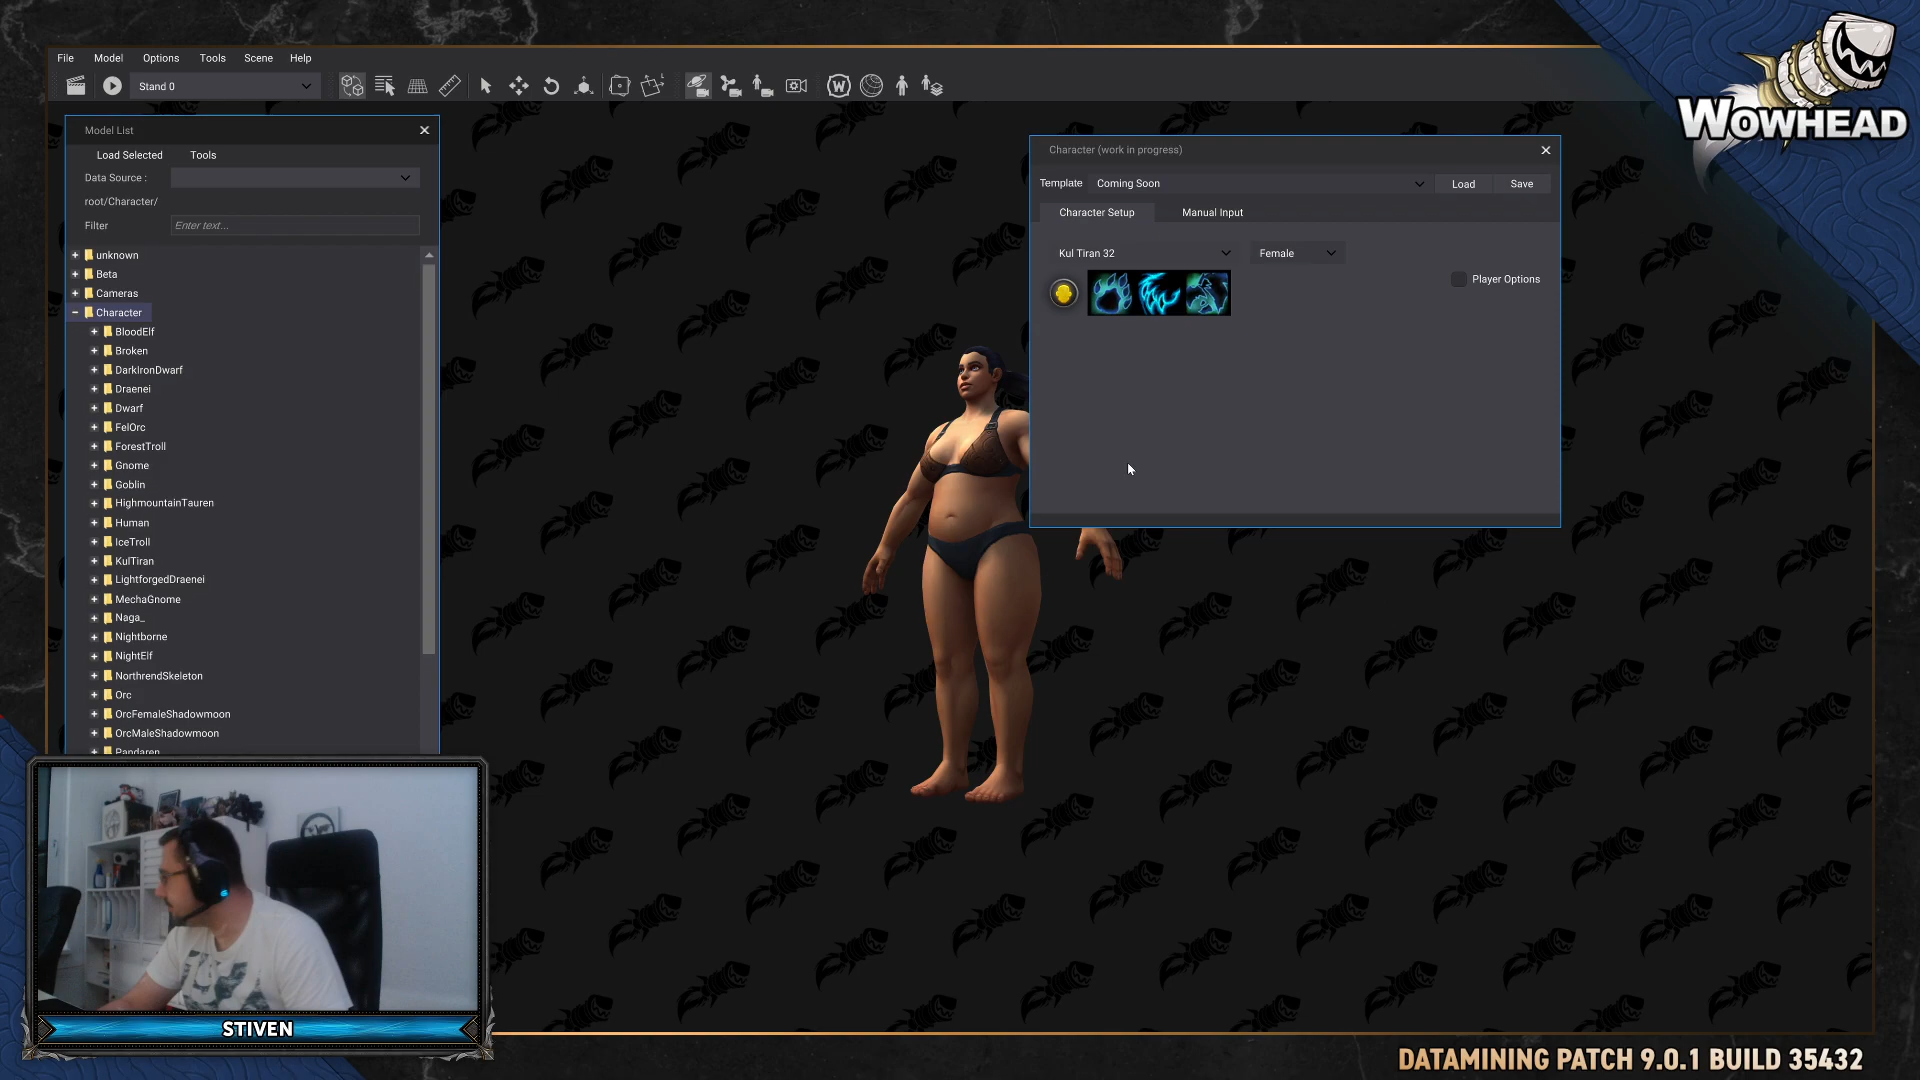 File Model Options Tools Scene Help
Stand 0
Model List
Load Selected Tools
Data Source :
root/Character/
Filter Enter text...
unknown
Beta
Cameras
Character
BloodElf
Broken
DarkIronDwarf
Draenei
Dwarf
FelOrc
ForestTroll
Gnome
Goblin
HighmountainTauren
Human
IceTroll
KulTiran
LightforgedDraenei
MechaGnome
Naga_
Nightborne
NightElf
NorthrendSkeleton
Orc
OrcFemaleShadowmoon
OrcMaleShadowmoon
Pandaren
Character (work in progress)
Template Coming Soon Load Save
Character Setup Manual Input
Kul Tiran 32 Female
Player Options
WOWHEAD
STIVEN
DATAMINING PATCH 9.0.1 BUILD 35432